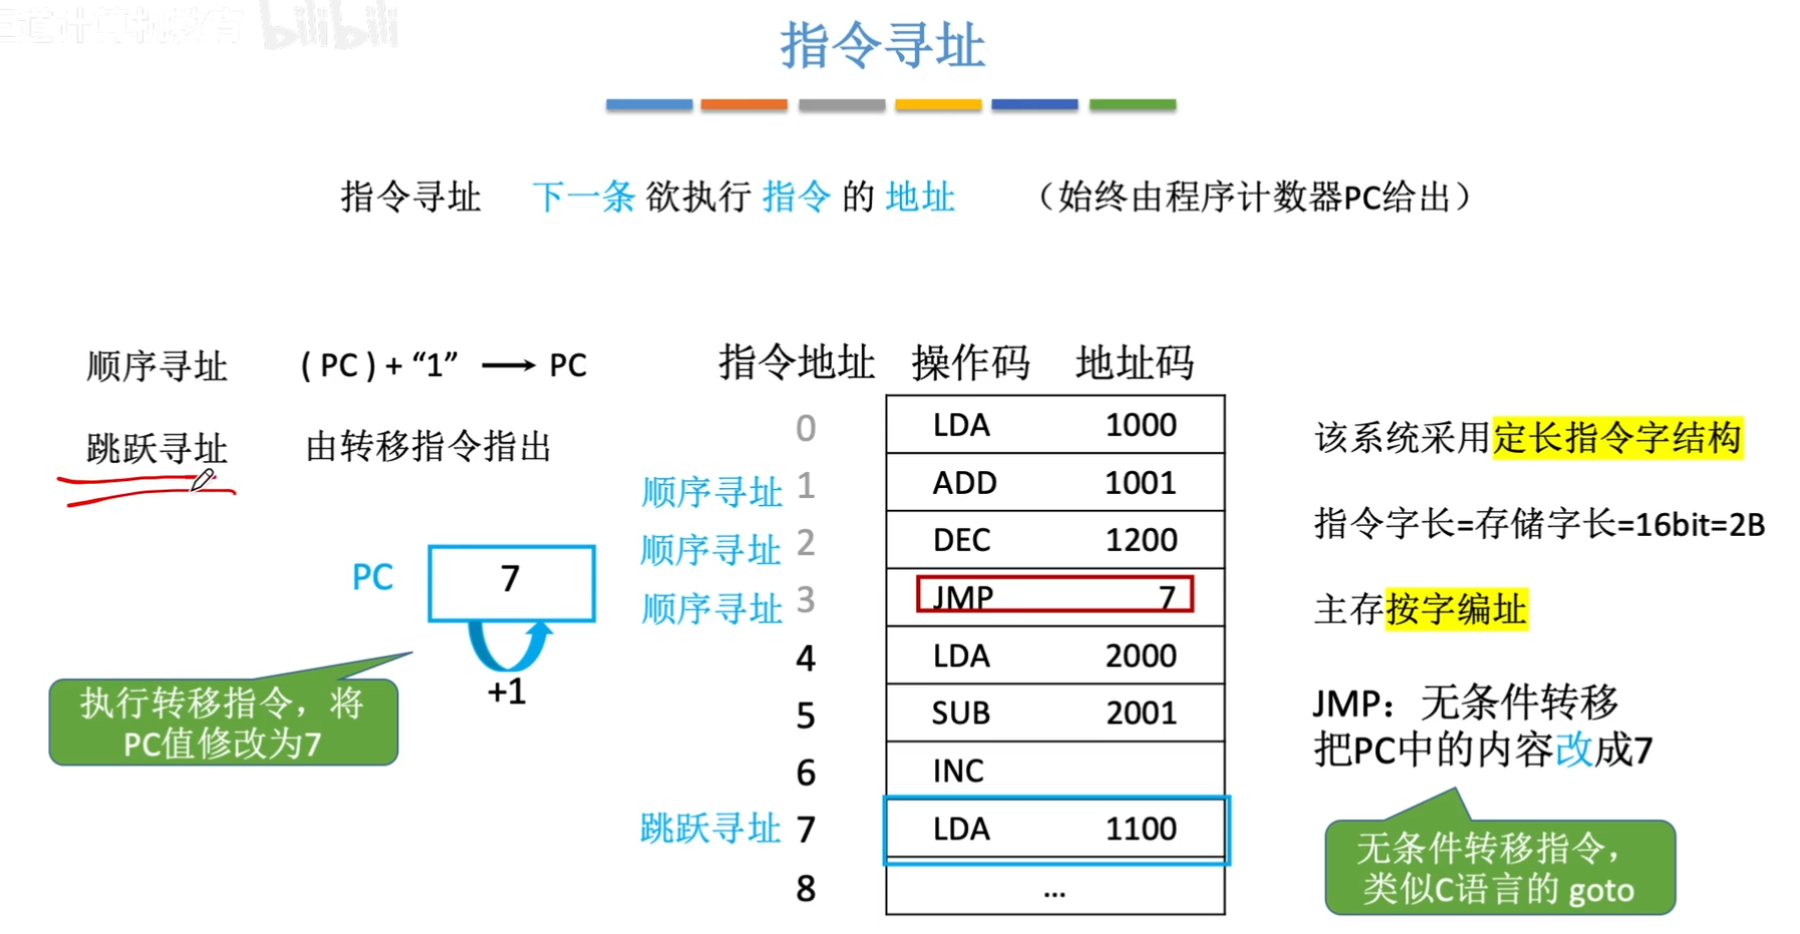 王道计算机教育 bilibili
指令寻址
指令寻址 下一条 欲执行 指令 的 地址 （始终由程序计数器PC给出）
顺序寻址 ( PC ) + “1” → PC
跳跃寻址 由转移指令指出
PC 7
+1
执行转移指令，将
PC值修改为7
指令地址 操作码 地址码
0 LDA 1000
顺序寻址 1 ADD 1001
顺序寻址 2 DEC 1200
顺序寻址 3 JMP 7
4 LDA 2000
5 SUB 2001
6 INC
跳跃寻址 7 LDA 1100
8 ...
该系统采用定长指令字结构
指令字长=存储字长=16bit=2B
主存按字编址
JMP：无条件转移
把PC中的内容改成7
无条件转移指令，
类似C语言的 goto